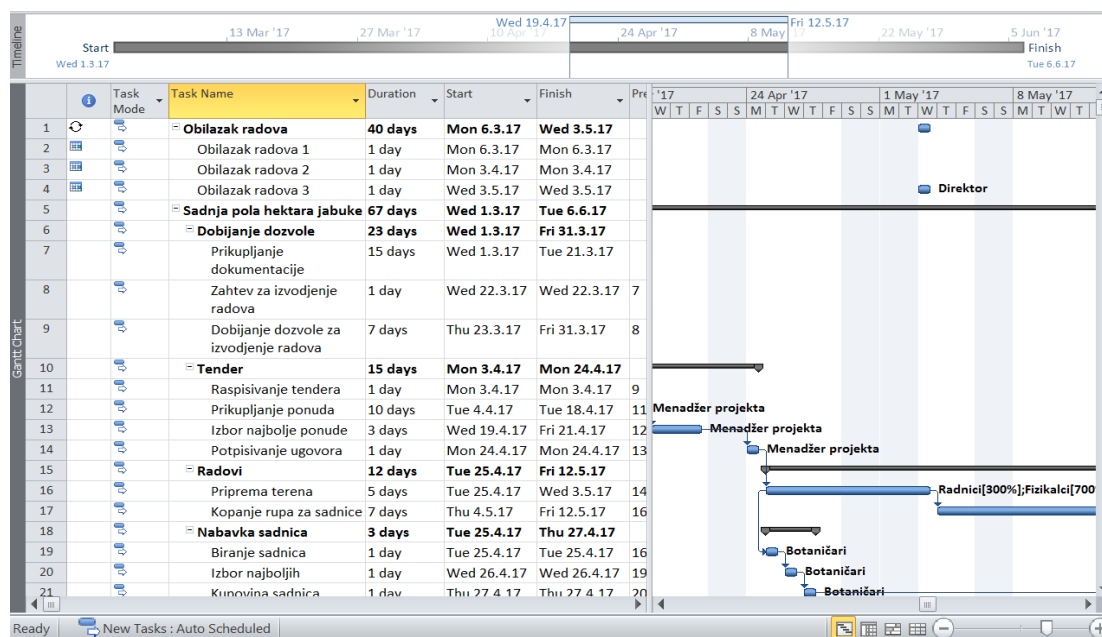 Timeline
Wed 19.4.17
Fri 12.5.17
13 Mar '17 27 Mar '17 10 Apr '17 24 Apr '17 8 May 17 22 May '17 5 Jun '17
Start
Finish
Wed 1.3.17
Tue 6.6.17
Gantt Chart
Task Mode Task Name Duration Start Finish Pre
'17 24 Apr '17 1 May '17 8 May '17
W T F S S M T W T F S S M T W T F S S M T W T
1 Obilazak radova 40 days Mon 6.3.17 Wed 3.5.17
2 Obilazak radova 1 1 day Mon 6.3.17 Mon 6.3.17
3 Obilazak radova 2 1 day Mon 3.4.17 Mon 3.4.17
4 Obilazak radova 3 1 day Wed 3.5.17 Wed 3.5.17 Direktor
5 Sadnja pola hektara jabuke 67 days Wed 1.3.17 Tue 6.6.17
6 Dobijanje dozvole 23 days Wed 1.3.17 Fri 31.3.17
7 Prikupljanje 15 days Wed 1.3.17 Tue 21.3.17
dokumentacije
8 Zahtev za izvodjenje 1 day Wed 22.3.17 Wed 22.3.17 7
radova
9 Dobijanje dozvole za 7 days Thu 23.3.17 Fri 31.3.17 8
izvodjenje radova
10 Tender 15 days Mon 3.4.17 Mon 24.4.17
11 Raspisivanje tendera 1 day Mon 3.4.17 Mon 3.4.17 9
12 Prikupljanje ponuda 10 days Tue 4.4.17 Tue 18.4.17 11 Menadžer projekta
13 Izbor najbolje ponude 3 days Wed 19.4.17 Fri 21.4.17 12 Menadžer projekta
14 Potpisivanje ugovora 1 day Mon 24.4.17 Mon 24.4.17 13 Menadžer projekta
15 Radovi 12 days Tue 25.4.17 Fri 12.5.17
16 Priprema terena 5 days Tue 25.4.17 Wed 3.5.17 14 Radnici[300%];Fizikalci[700
17 Kopanje rupa za sadnice 7 days Thu 4.5.17 Fri 12.5.17 16
18 Nabavka sadnica 3 days Tue 25.4.17 Thu 27.4.17
19 Biranje sadnica 1 day Tue 25.4.17 Tue 25.4.17 16 Botaničari
20 Izbor najboljih 1 day Wed 26.4.17 Wed 26.4.17 19 Botaničari
21 Kupovina sadnica 1 day Thu 27.4.17 Thu 27.4.17 20 Botaničari
Ready New Tasks : Auto Scheduled